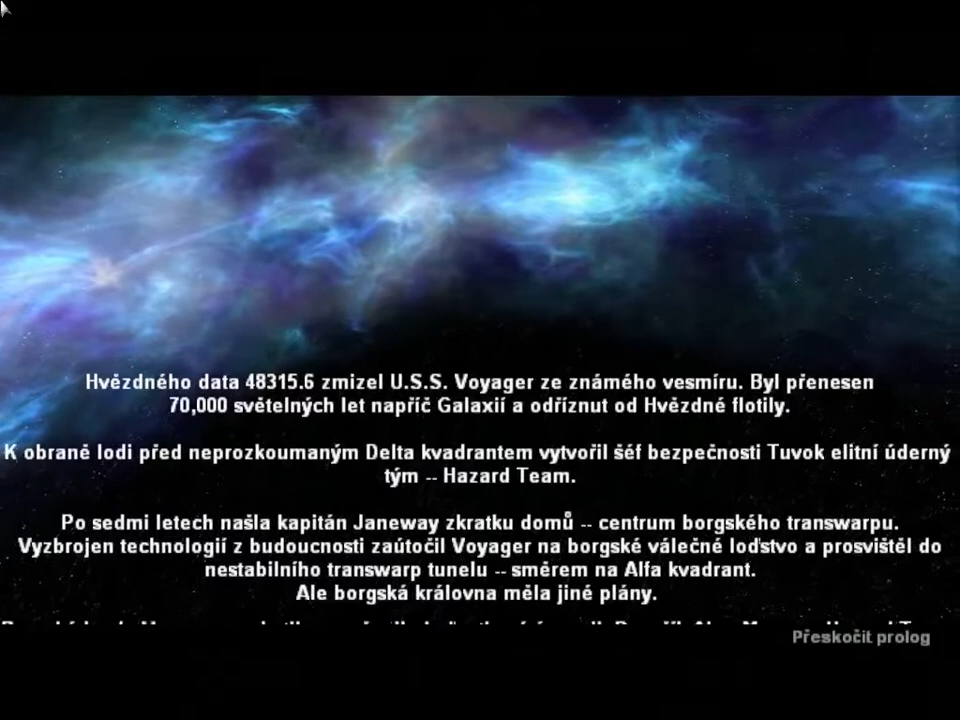 Hvězdného data 48315.6 zmizel U.S.S. Voyager ze známého vesmíru. Byl přenesen
70,000 světelných let napříč Galaxií a odříznut od Hvězdné flotily.
K obraně lodi před neprozkoumaným Delta kvadrantem vytvořil šéf bezpečnosti Tuvok elitní úderný
tým -- Hazard Team.
Po sedmi letech našla kapitán Janeway zkratku domů -- centrum borgského transwarpu.
Vyzbrojen technologií z budoucnosti zaútočil Voyager na borgské válečné loďstvo a prosvištěl do
nestabilního transwarp tunelu -- směrem na Alfa kvadrant.
Ale borgská královna měla jiné plány.
Přeskočit prolog